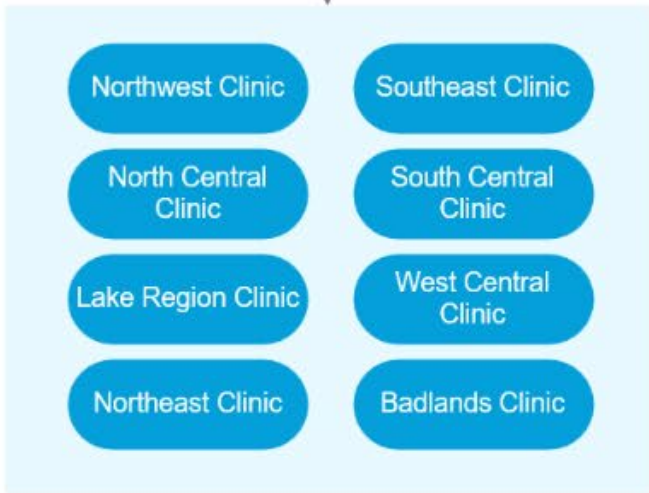 Northwest Clinic
Southeast Clinic
North Central
Clinic
South Central
Clinic
Lake Region Clinic
West Central
Clinic
Northeast Clinic
Badlands Clinic